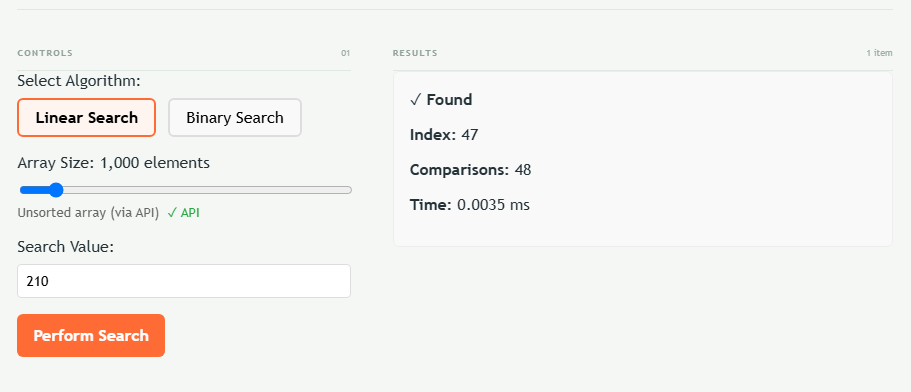 CONTROLS
01
Select Algorithm:
Linear Search
Binary Search
Array Size: 1,000 elements
Unsorted array (via API) ✓ API
Search Value:
210
Perform Search
RESULTS
1 item
✓ Found
Index: 47
Comparisons: 48
Time: 0.0035 ms